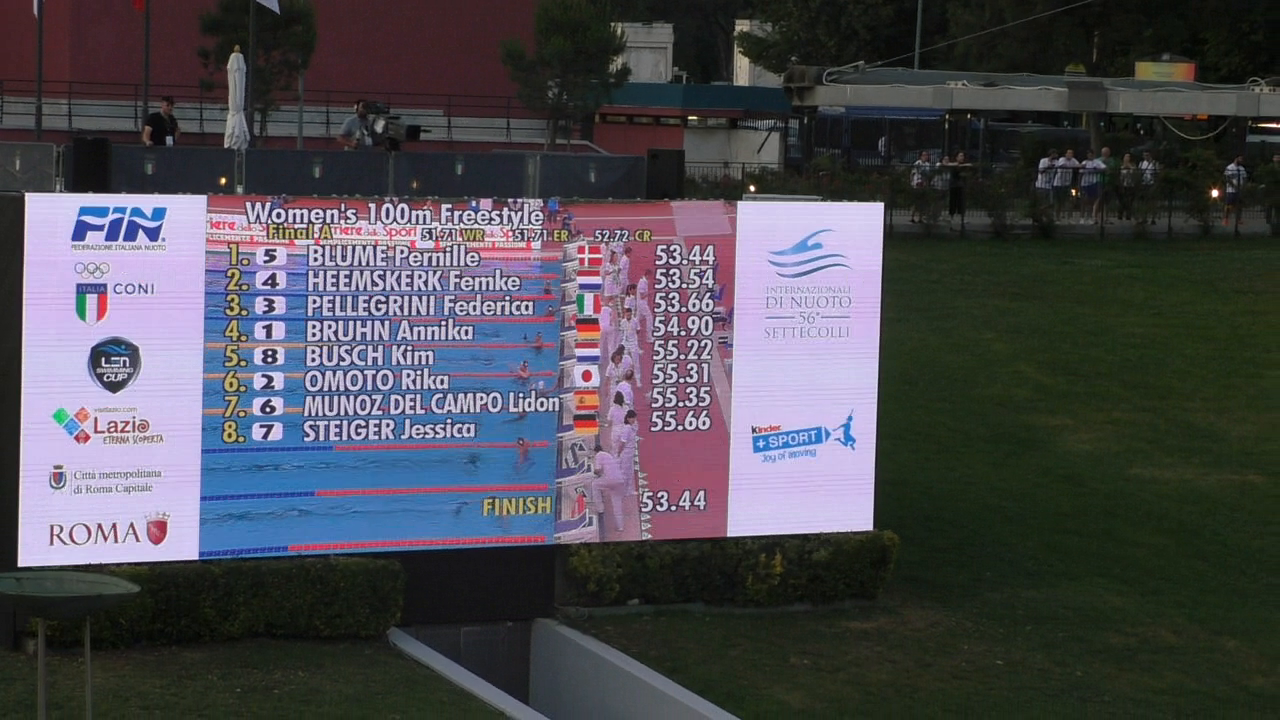 FIN
FEDERAZIONE ITALIANA NUOTO
ITALIA
CONI
LEN
SWIMMING
CUP
visitlazio.com
Lazio
ETERNA SCOPERTA
Città metropolitana
di Roma Capitale
ROMA
Women's 100m Freestyle
Final A 51.71 WR 51.71 ER 52.72 CR
1. 5 BLUME Pernille 53.44
2. 4 HEEMSKERK Femke 53.54
3. 3 PELLEGRINI Federica 53.66
4. 1 BRUHN Annika 54.90
5. 8 BUSCH Kim 55.22
6. 2 OMOTO Rika 55.31
7. 6 MUNOZ DEL CAMPO Lidon 55.35
8. 7 STEIGER Jessica 55.66
FINISH 53.44
INTERNAZIONALI
DI NUOTO
56°
SETTECOLLI
Kinder
+SPORT
Joy of moving